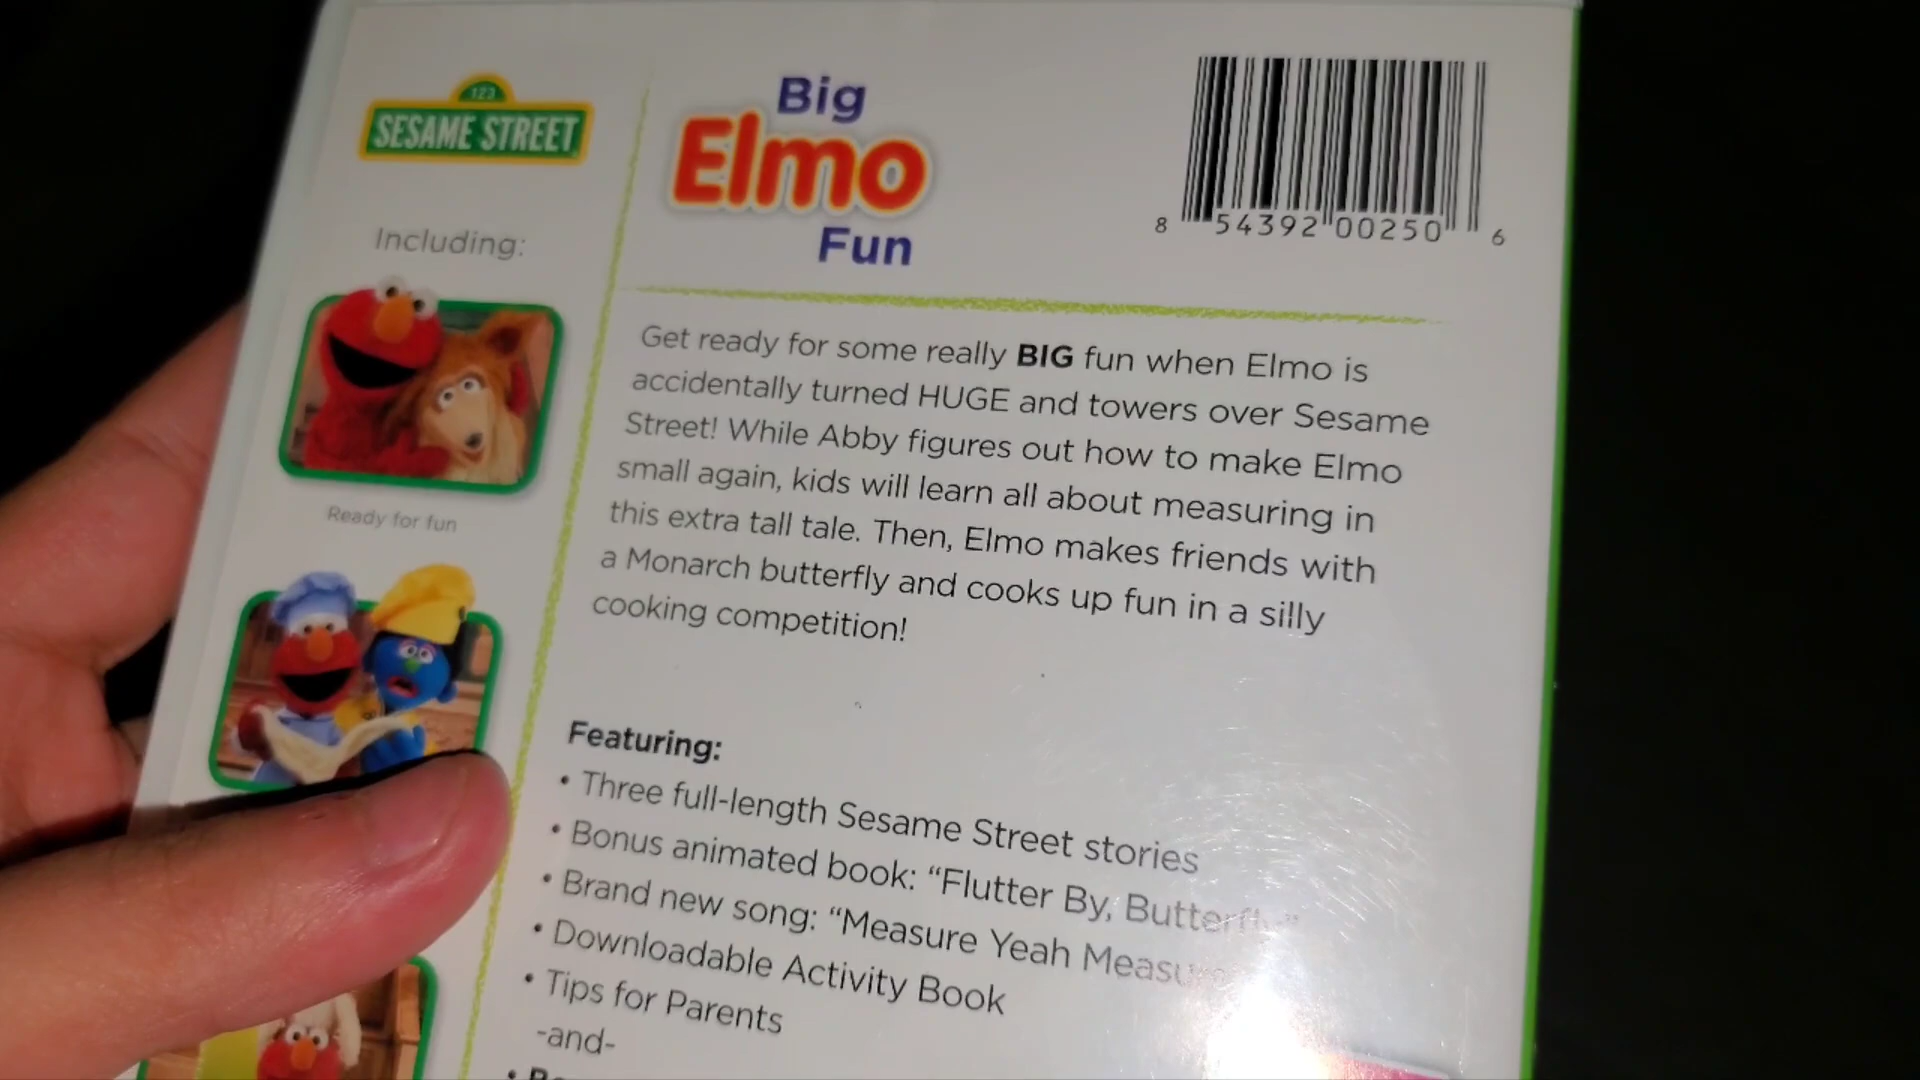 123
SESAME STREET
Including:
Ready for fun
Big
Elmo
Fun
8 54392 00250 6
Get ready for some really BIG fun when Elmo is
accidentally turned HUGE and towers over Sesame
Street! While Abby figures out how to make Elmo
small again, kids will learn all about measuring in
this extra tall tale. Then, Elmo makes friends with
a Monarch butterfly and cooks up fun in a silly
cooking competition!
Featuring:
• Three full-length Sesame Street stories
• Bonus animated book: “Flutter By, Butterfly”
• Brand new song: “Measure Yeah Measure
• Downloadable Activity Book
• Tips for Parents
-and-